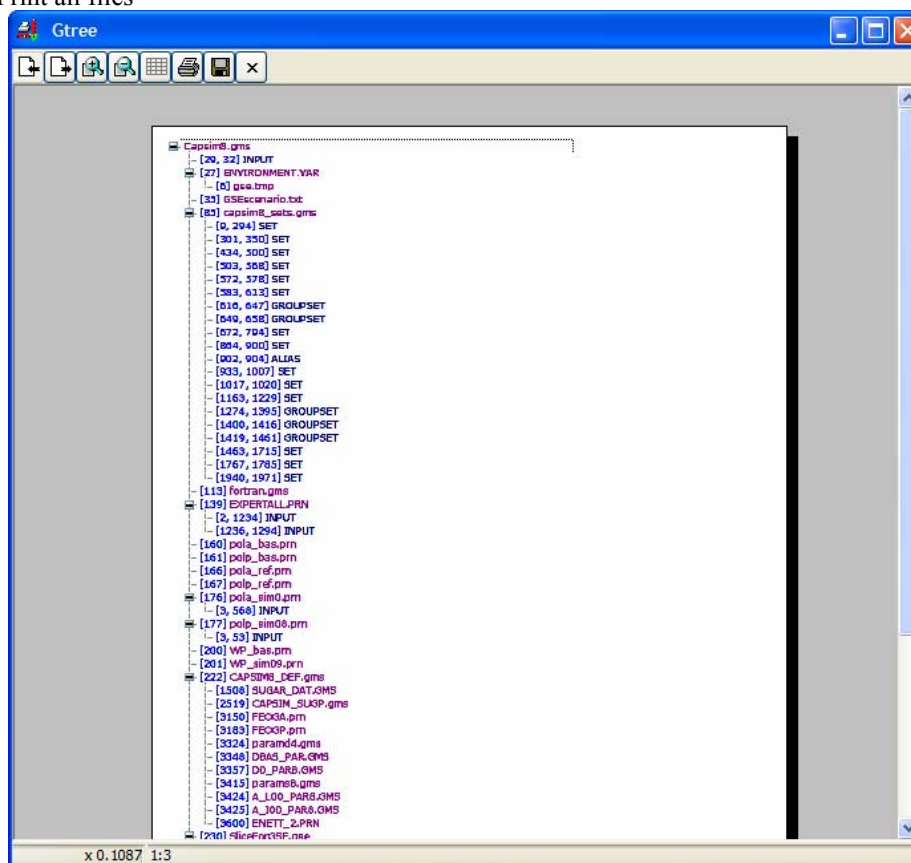 Print all files
Gtree
Capsim8.gms
[29, 32] INPUT
[27] ENVIRONMENT.VAR
[6] gse.tmp
[35] GSEscenario.txt
[83] capsim8_sets.gms
[9, 294] SET
[301, 350] SET
[434, 500] SET
[503, 568] SET
[572, 578] SET
[583, 613] SET
[616, 647] GROUPSET
[649, 658] GROUPSET
[672, 794] SET
[864, 900] SET
[902, 904] ALIAS
[933, 1007] SET
[1017, 1020] SET
[1163, 1229] SET
[1274, 1395] GROUPSET
[1400, 1416] GROUPSET
[1419, 1461] GROUPSET
[1463, 1715] SET
[1767, 1785] SET
[1940, 1971] SET
[113] fortran.gms
[139] EXPERTALL.PRN
[2, 1234] INPUT
[1236, 1294] INPUT
[160] pola_bas.prn
[161] polp_bas.prn
[166] pola_ref.prn
[167] polp_ref.prn
[176] pola_sim0.prn
[3, 568] INPUT
[177] polp_sim08.prn
[3, 53] INPUT
[200] WP_bas.prn
[201] WP_sim09.prn
[222] CAPSIM8_DEF.gms
[1508] SUGAR_DAT.GMS
[2519] CAPSIM_SUGP.gms
[3150] FEOGA.prn
[3183] FEOGP.prn
[3324] paramd4.gms
[3348] DBAS_PAR.GMS
[3357] DD_PAR8.GMS
[3415] params8.gms
[3424] A_L00_PAR8.GMS
[3425] A_I00_PAR8.GMS
[3600] ENETT_2.PRN
[230] SliceForGSE.gse
x 0.1087 1:3